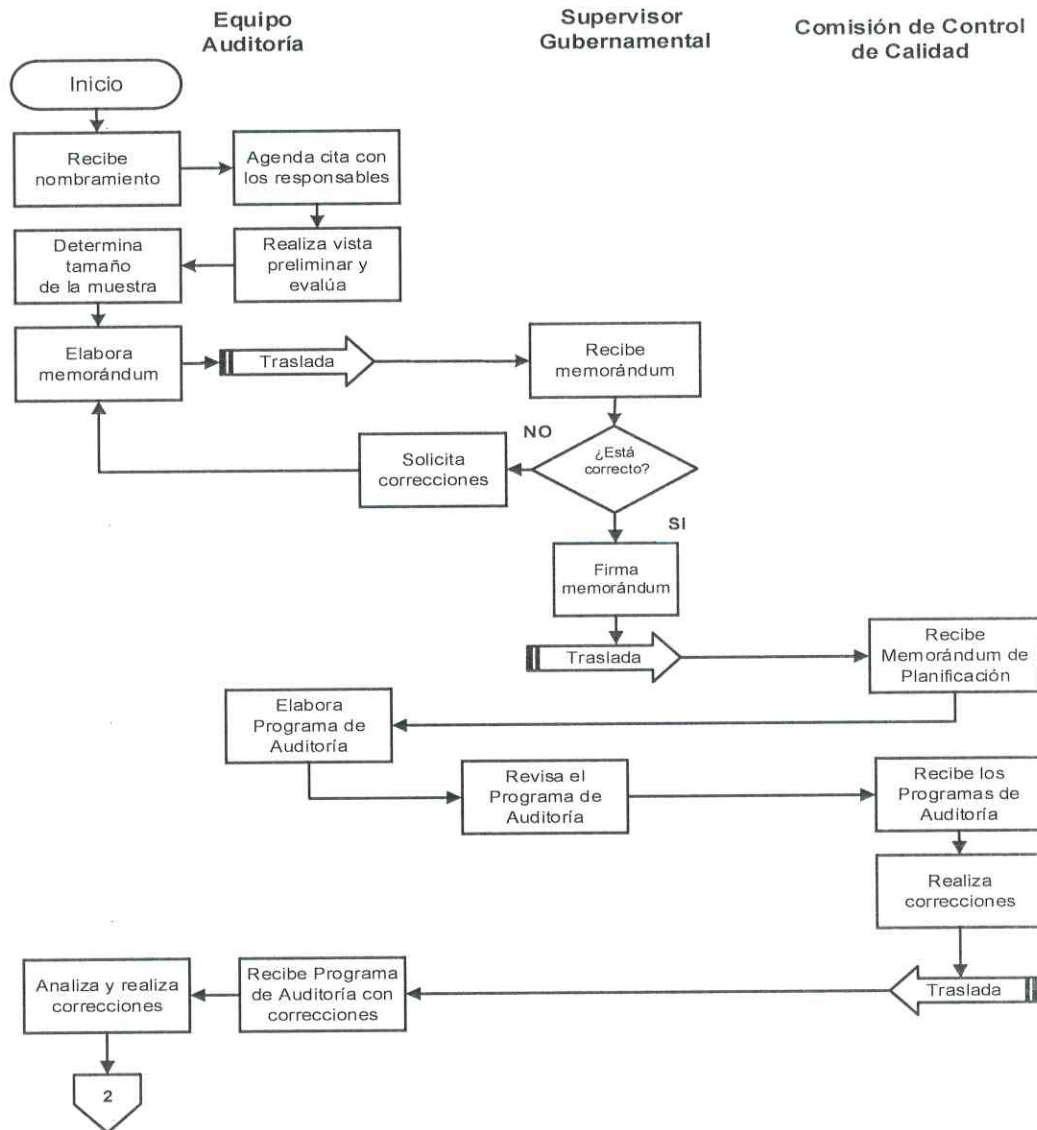 Equipo
Auditoría
Supervisor
Gubernamental
Comisión de Control
de Calidad
Inicio
Recibe
nombramiento
Agenda cita con
los responsables
Determina
tamaño
de la muestra
Realiza vista
preliminar y
evalúa
Elabora
memorándum
Traslada
Recibe
memorándum
NO
¿Está
correcto?
Solicita
correcciones
SI
Firma
memorándum
Traslada
Recibe
Memorándum de
Planificación
Elabora
Programa de
Auditoría
Revisa el
Programa de
Auditoría
Recibe los
Programas de
Auditoría
Realiza
correcciones
Traslada
Recibe Programa
de Auditoría con
correcciones
Analiza y realiza
correcciones
2